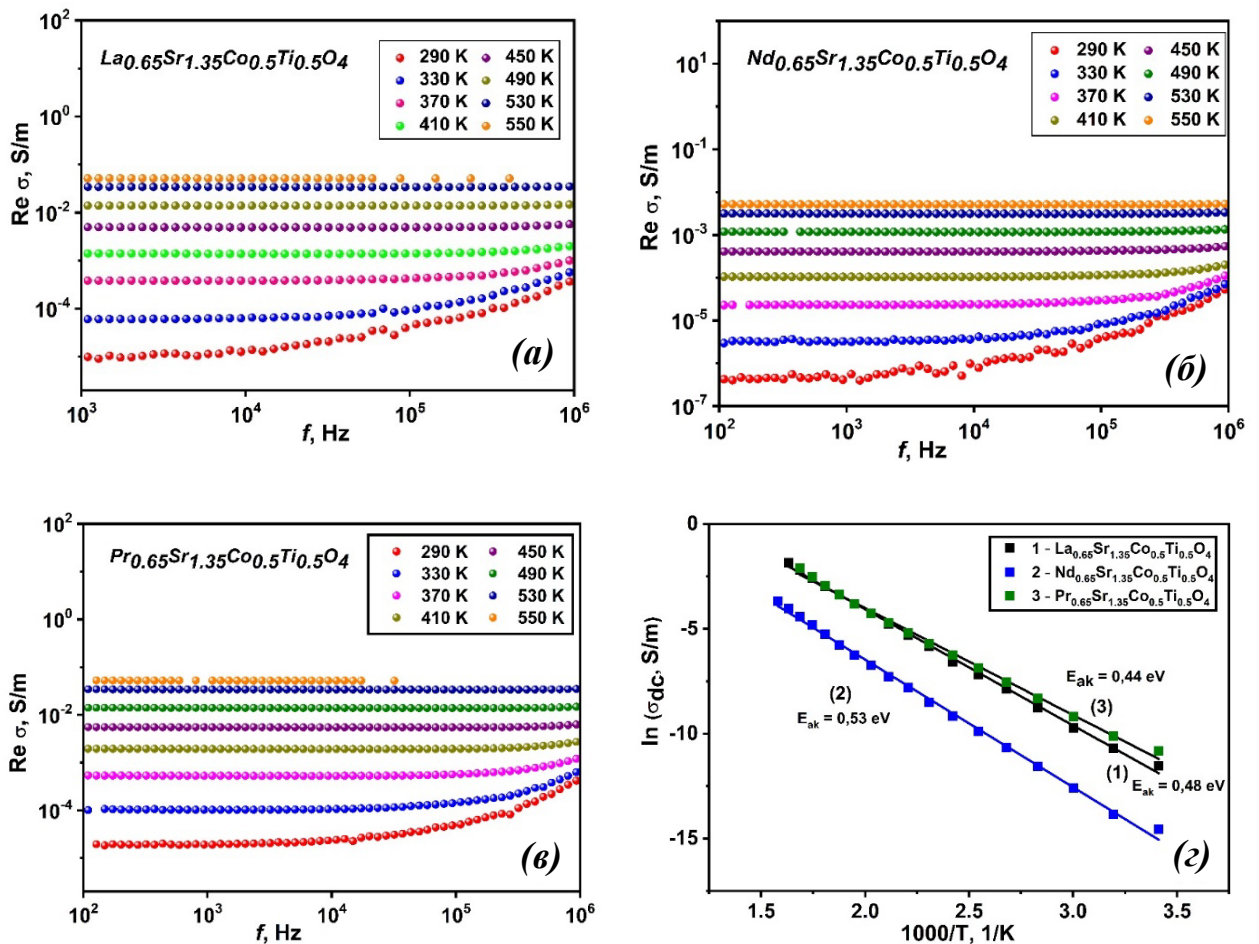 La0.65Sr1.35Co0.5Ti0.5O4
290 K 450 K
330 K 490 K
370 K 530 K
410 K 550 K
10^2
10^0
10^-2
10^-4
Re σ, S/m
10^3 10^4 10^5 10^6
f, Hz
(а)
Nd0.65Sr1.35Co0.5Ti0.5O4
290 K 450 K
330 K 490 K
370 K 530 K
410 K 550 K
10^1
10^-1
10^-3
10^-5
10^-7
Re σ, S/m
10^2 10^3 10^4 10^5 10^6
f, Hz
(б)
Pr0.65Sr1.35Co0.5Ti0.5O4
290 K 450 K
330 K 490 K
370 K 530 K
410 K 550 K
10^2
10^0
10^-2
10^-4
Re σ, S/m
10^2 10^3 10^4 10^5 10^6
f, Hz
(в)
1 - La0.65Sr1.35Co0.5Ti0.5O4
2 - Nd0.65Sr1.35Co0.5Ti0.5O4
3 - Pr0.65Sr1.35Co0.5Ti0.5O4
0
-5
-10
-15
ln (σdc, S/m)
Eak = 0,44 eV
(3)
(2)
Eak = 0,53 eV
(1)
Eak = 0,48 eV
1.5 2.0 2.5 3.0 3.5
1000/T, 1/K
(г)